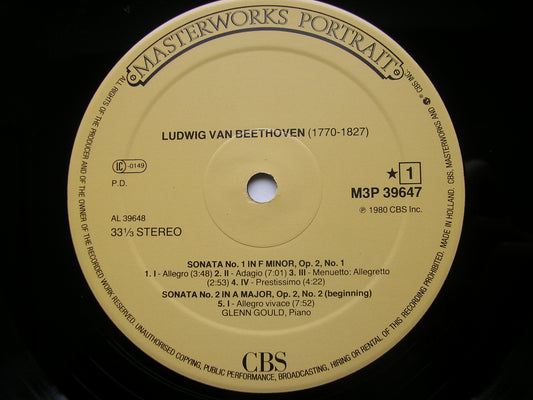 MASTERWORKS PORTRAIT
LUDWIG VAN BEETHOVEN (1770-1827)
IC -0149
P.D.
★ 1
M3P 39647
AL 39648
33⅓ STEREO
℗ 1980 CBS Inc.
SONATA No. 1 IN F MINOR, Op. 2, No. 1
1. I - Allegro (3:48) 2. II - Adagio (7:01) 3. III - Menuetto: Allegretto
(2:53) 4. IV - Prestissimo (4:22)
SONATA No. 2 IN A MAJOR, Op. 2, No. 2 (beginning)
5. I - Allegro vivace (7:52)
GLENN GOULD, Piano
CBS
ALL RIGHTS OF THE PRODUCER AND OF THE OWNER OF THE RECORDED WORK RESERVED. UNAUTHORISED COPYING, PUBLIC PERFORMANCE, BROADCASTING, HIRING OR RENTAL OF THIS RECORDING PROHIBITED. MADE IN HOLLAND. CBS, MASTERWORKS AND CBS INC.